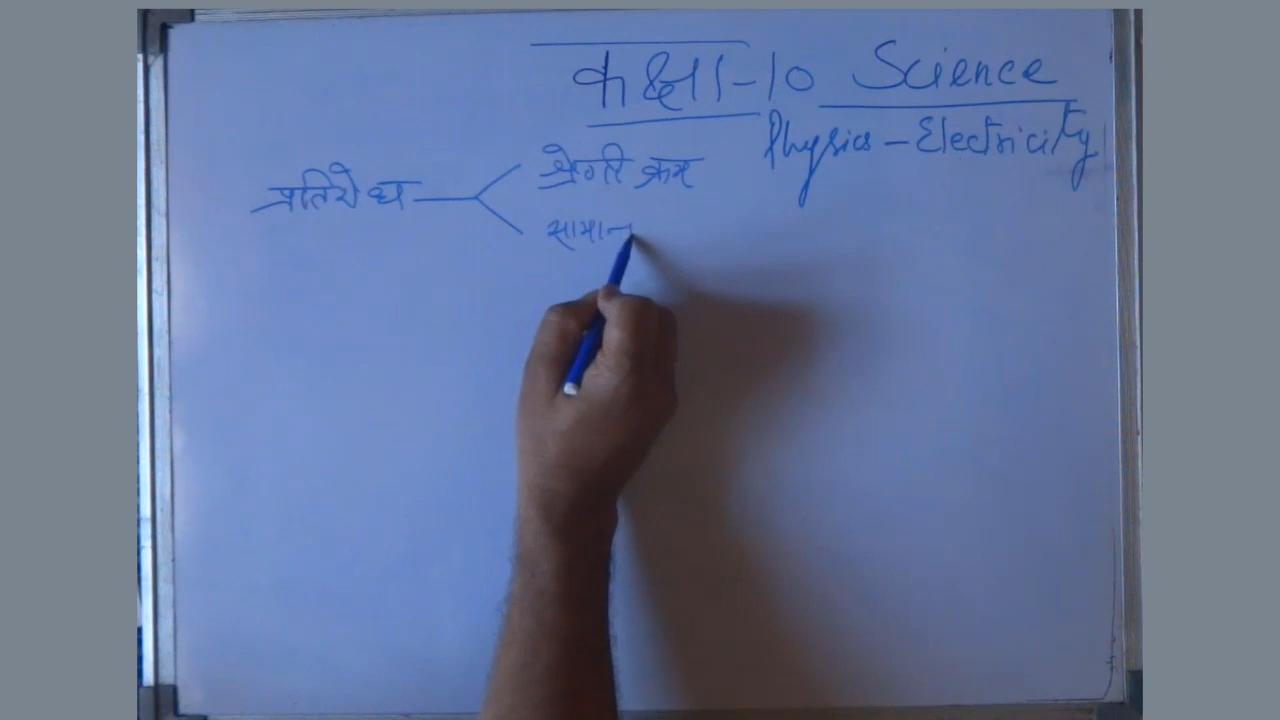 कक्षा-10 Science
Physics - Electricity
प्रतिरोध
श्रेणी क्रम
सामान